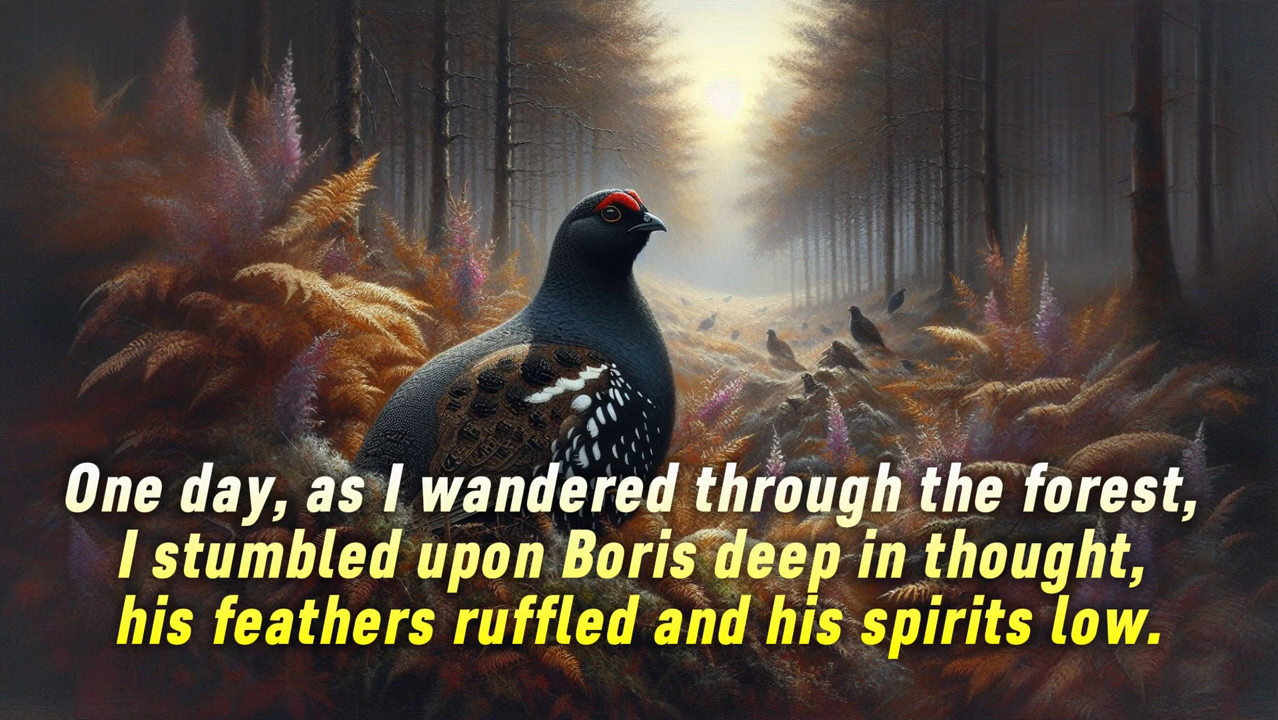 One day, as I wandered through the forest,
I stumbled upon Boris deep in thought,
his feathers ruffled and his spirits low.